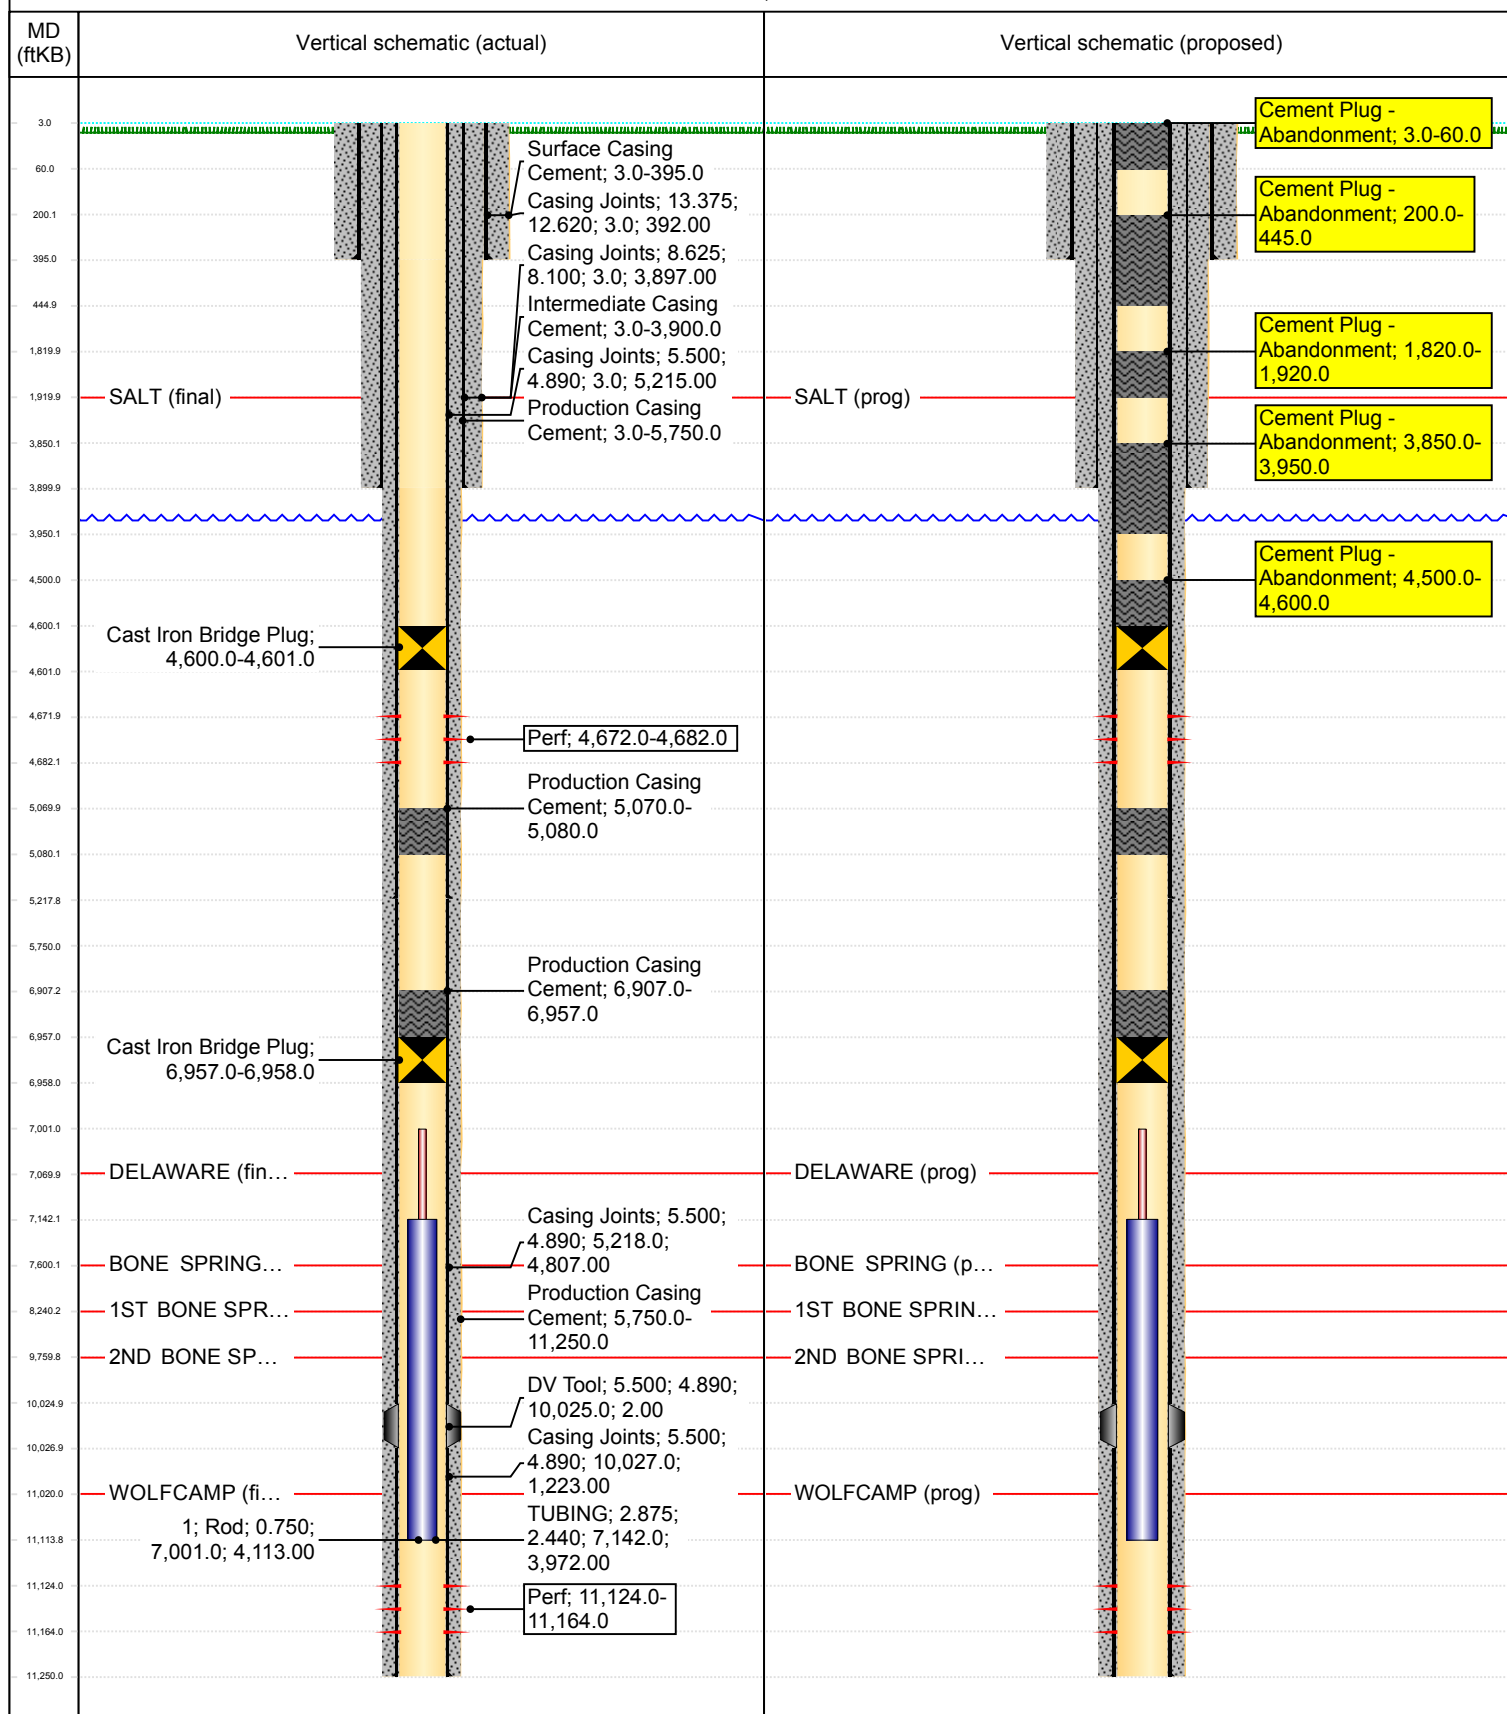 MD
(ftKB)
Vertical schematic (actual)
Vertical schematic (proposed)
3.0
60.0
200.1
395.0
444.9
1,819.9
1,919.9
3,850.1
3,899.9
3,950.1
4,500.0
4,600.1
4,601.0
4,671.9
4,682.1
5,069.9
5,080.1
5,217.8
5,750.0
6,907.2
6,957.0
6,958.0
7,001.0
7,069.9
7,142.1
7,600.1
8,240.2
9,759.8
10,024.9
10,026.9
11,020.0
11,113.8
11,124.0
11,164.0
11,250.0
SALT (final)
Cast Iron Bridge Plug;
4,600.0-4,601.0
Cast Iron Bridge Plug;
6,957.0-6,958.0
DELAWARE (fin...
BONE SPRING...
1ST BONE SPR...
2ND BONE SP...
WOLFCAMP (fi...
1; Rod; 0.750;
7,001.0; 4,113.00
Surface Casing
Cement; 3.0-395.0
Casing Joints; 13.375;
12.620; 3.0; 392.00
Casing Joints; 8.625;
8.100; 3.0; 3,897.00
Intermediate Casing
Cement; 3.0-3,900.0
Casing Joints; 5.500;
4.890; 3.0; 5,215.00
Production Casing
Cement; 3.0-5,750.0
Perf; 4,672.0-4,682.0
Production Casing
Cement; 5,070.0-
5,080.0
Production Casing
Cement; 6,907.0-
6,957.0
Casing Joints; 5.500;
4.890; 5,218.0;
4,807.00
Production Casing
Cement; 5,750.0-
11,250.0
DV Tool; 5.500; 4.890;
10,025.0; 2.00
Casing Joints; 5.500;
4.890; 10,027.0;
1,223.00
TUBING; 2.875;
2.440; 7,142.0;
3,972.00
Perf; 11,124.0-
11,164.0
SALT (prog)
DELAWARE (prog)
BONE SPRING (p...
1ST BONE SPRIN...
2ND BONE SPRI...
WOLFCAMP (prog)
Cement Plug -
Abandonment; 3.0-60.0
Cement Plug -
Abandonment; 200.0-
445.0
Cement Plug -
Abandonment; 1,820.0-
1,920.0
Cement Plug -
Abandonment; 3,850.0-
3,950.0
Cement Plug -
Abandonment; 4,500.0-
4,600.0